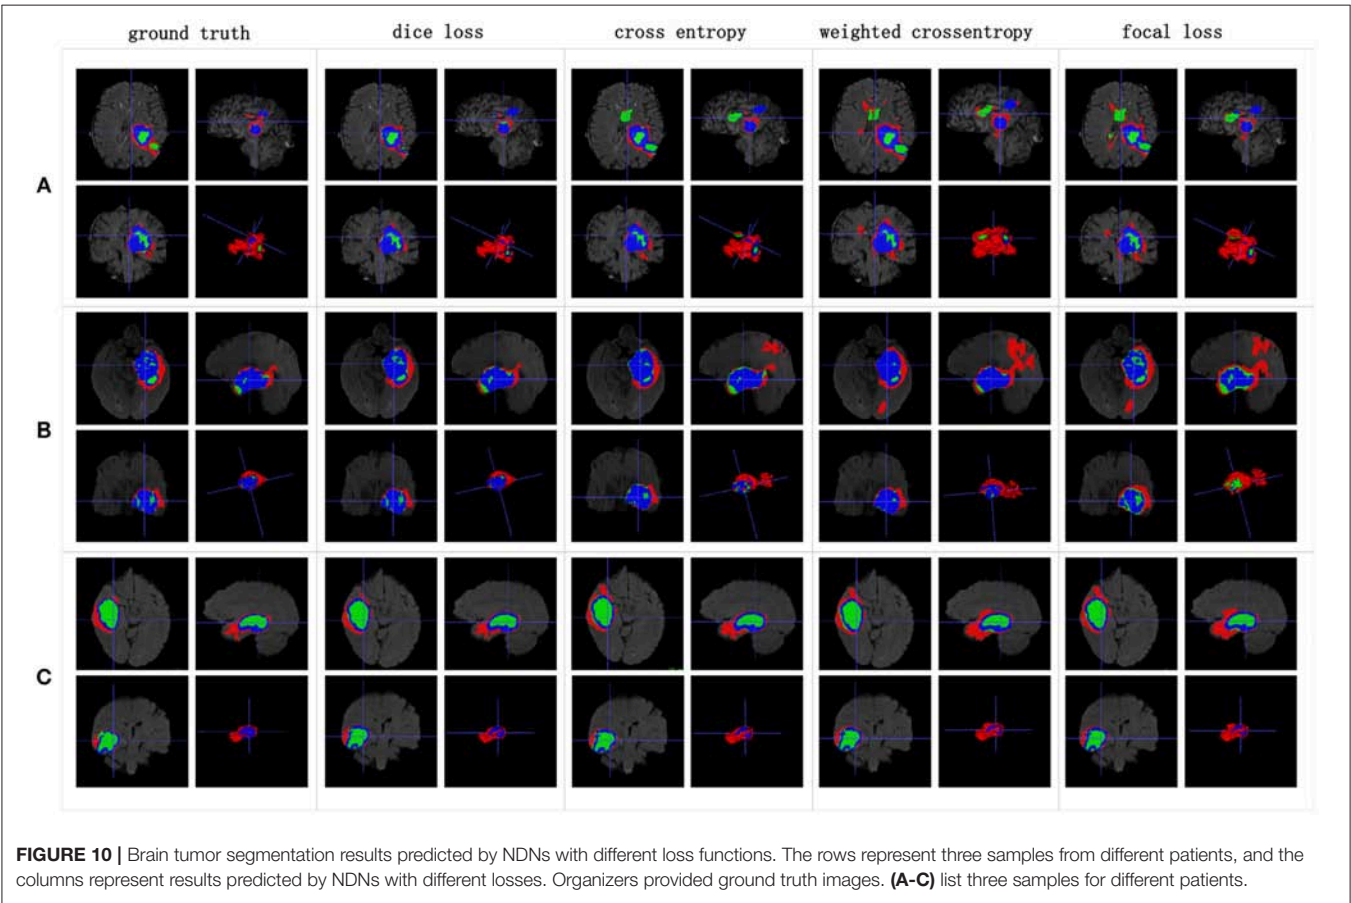 ground truth dice loss cross entropy weighted crossentropy focal loss
A
B
C
FIGURE 10 | Brain tumor segmentation results predicted by NDNs with different loss functions. The rows represent three samples from different patients, and the
columns represent results predicted by NDNs with different losses. Organizers provided ground truth images. (A-C) list three samples for different patients.